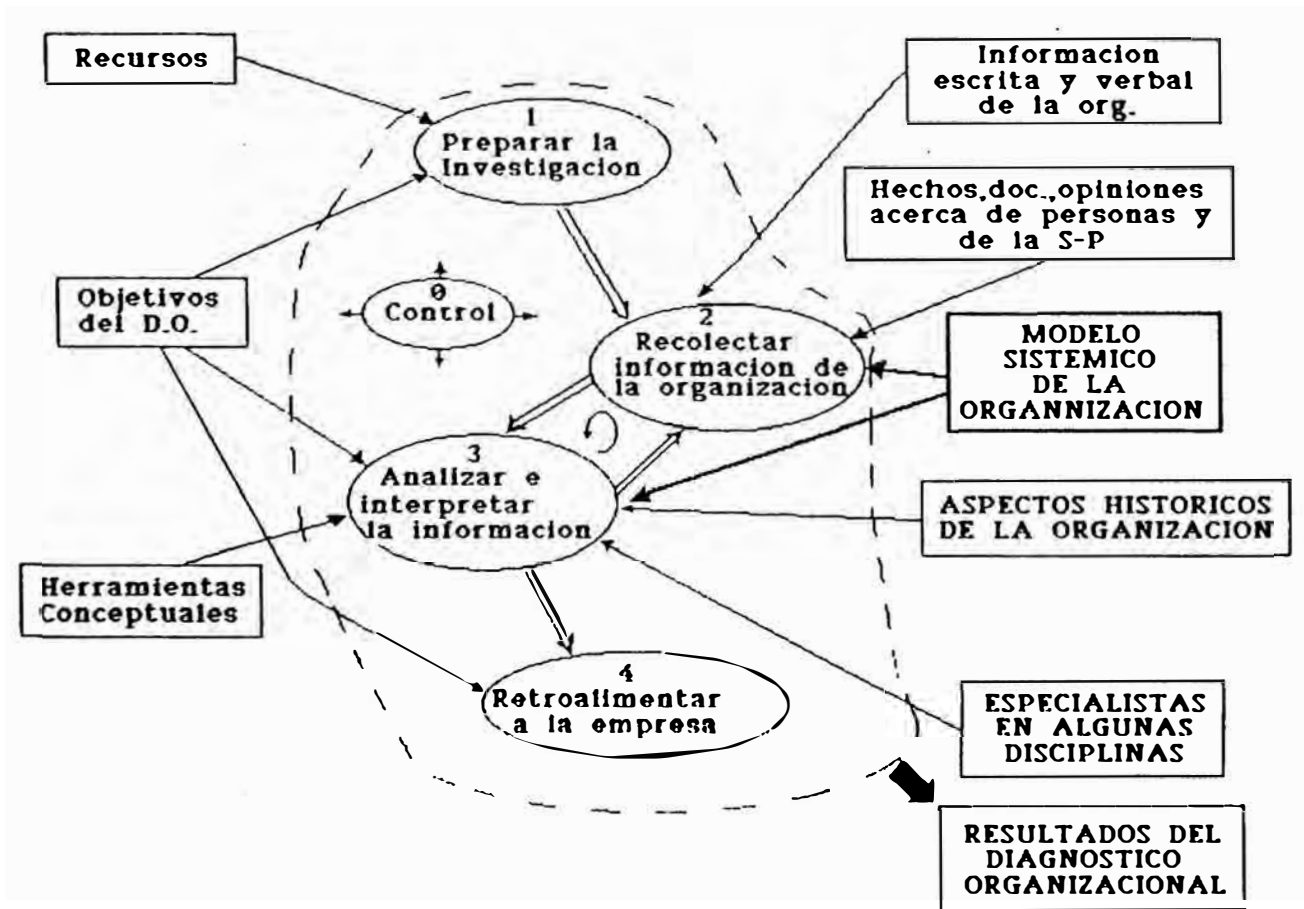 Recursos
Informacion
escrita y verbal
de la org.
1
Preparar la
Investigacion
Hechos,doc.,opiniones
acerca de personas y
de la S-P
Objetivos
del D.O.
0
Control
2
Recolectar
informacion de
la organizacion
MODELO
SISTEMICO
DE LA
ORGANNIZACION
3
Analizar e
interpretar
la informacion
ASPECTOS HISTORICOS
DE LA ORGANIZACION
Herramientas
Conceptuales
4
Retroalimentar
a la empresa
ESPECIALISTAS
EN ALGUNAS
DISCIPLINAS
RESULTADOS DEL
DIAGNOSTICO
ORGANIZACIONAL